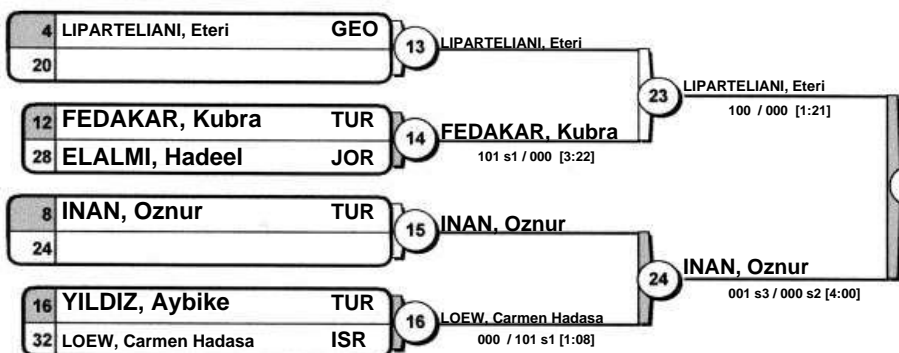 4 LIPARTELIANI, Eteri GEO
20
13 LIPARTELIANI, Eteri
12 FEDAKAR, Kubra TUR
28 ELALMI, Hadeel JOR
14 FEDAKAR, Kubra
101 s1 / 000 [3:22]
23 LIPARTELIANI, Eteri
100 / 000 [1:21]
8 INAN, Oznur TUR
24
15 INAN, Oznur
16 YILDIZ, Aybike TUR
32 LOEW, Carmen Hadasa ISR
16 LOEW, Carmen Hadasa
000 / 101 s1 [1:08]
24 INAN, Oznur
001 s3 / 000 s2 [4:00]